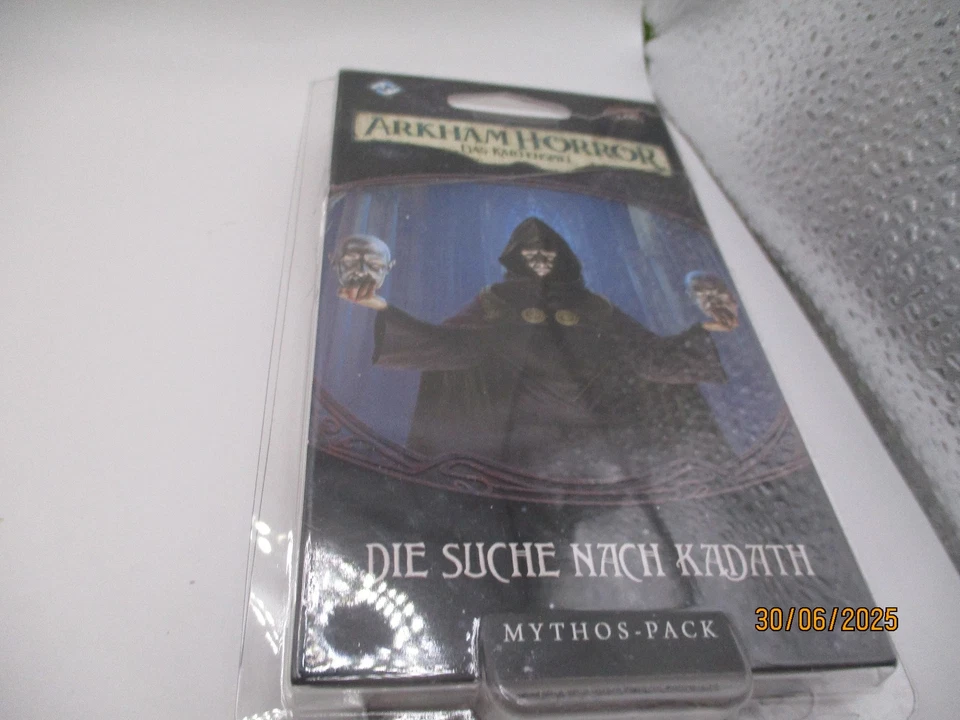 ARKHAM HORROR
DAS KARTENSPIEL
DIE SUCHE NACH KADATH
MYTHOS-PACK
30/06/2025